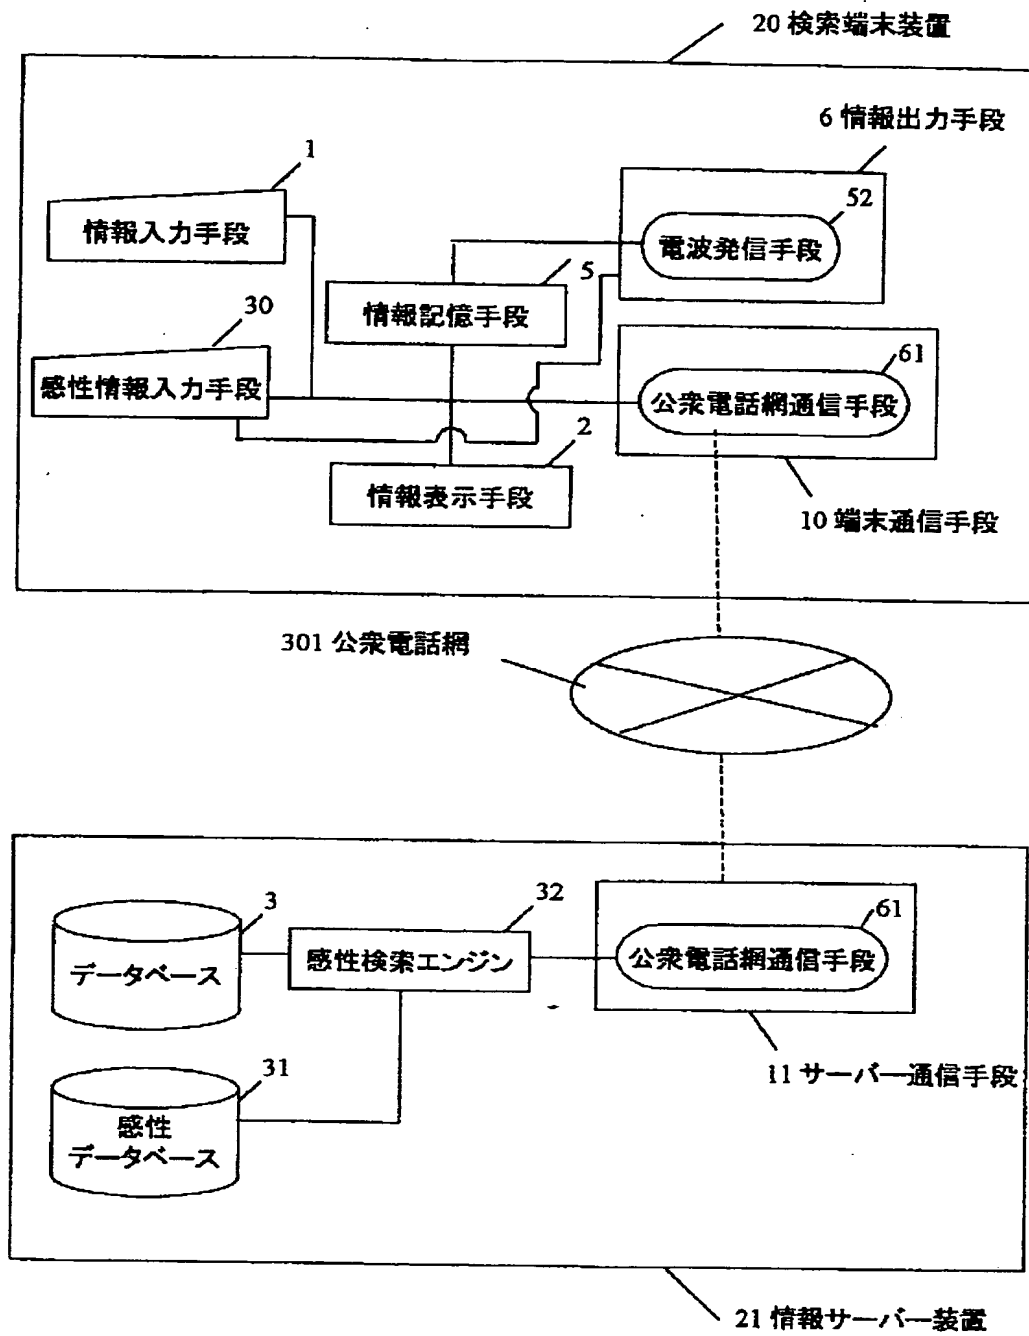 20 検索端末装置
6 情報出力手段
1
情報入力手段
52
電波発信手段
5
情報記憶手段
30
感性情報入力手段
61
公衆電話網通信手段
2
情報表示手段
10 端末通信手段
301 公衆電話網
3
データベース
32
感性検索エンジン
61
公衆電話網通信手段
11 サーバー通信手段
31
感性
データベース
21 情報サーバー装置